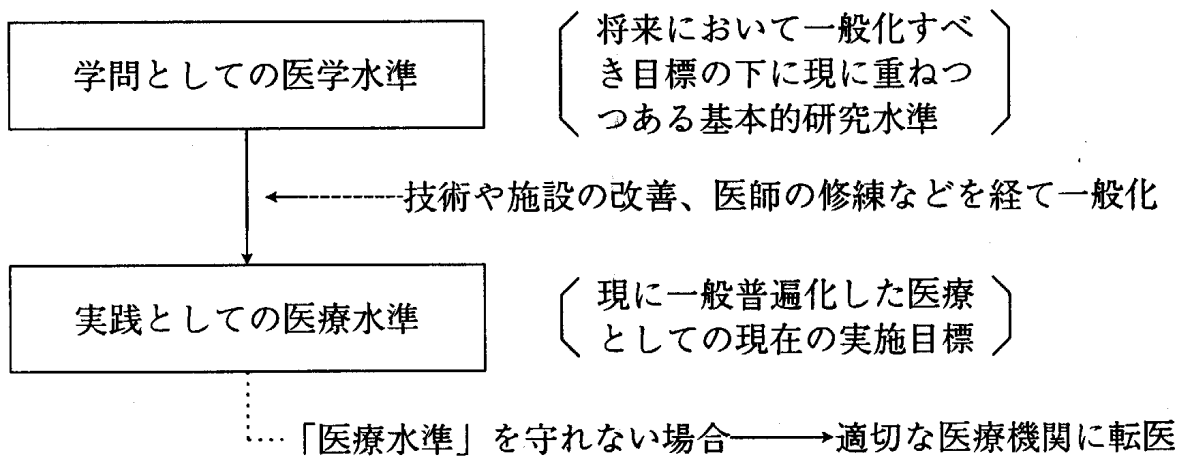 学問としての医学水準
将来において一般化すべ
き目標の下に現に重ねつ
つある基本的研究水準
技術や施設の改善、医師の修練などを経て一般化
実践としての医療水準
現に一般普遍化した医療
としての現在の実施目標
「医療水準」を守れない場合→適切な医療機関に転医